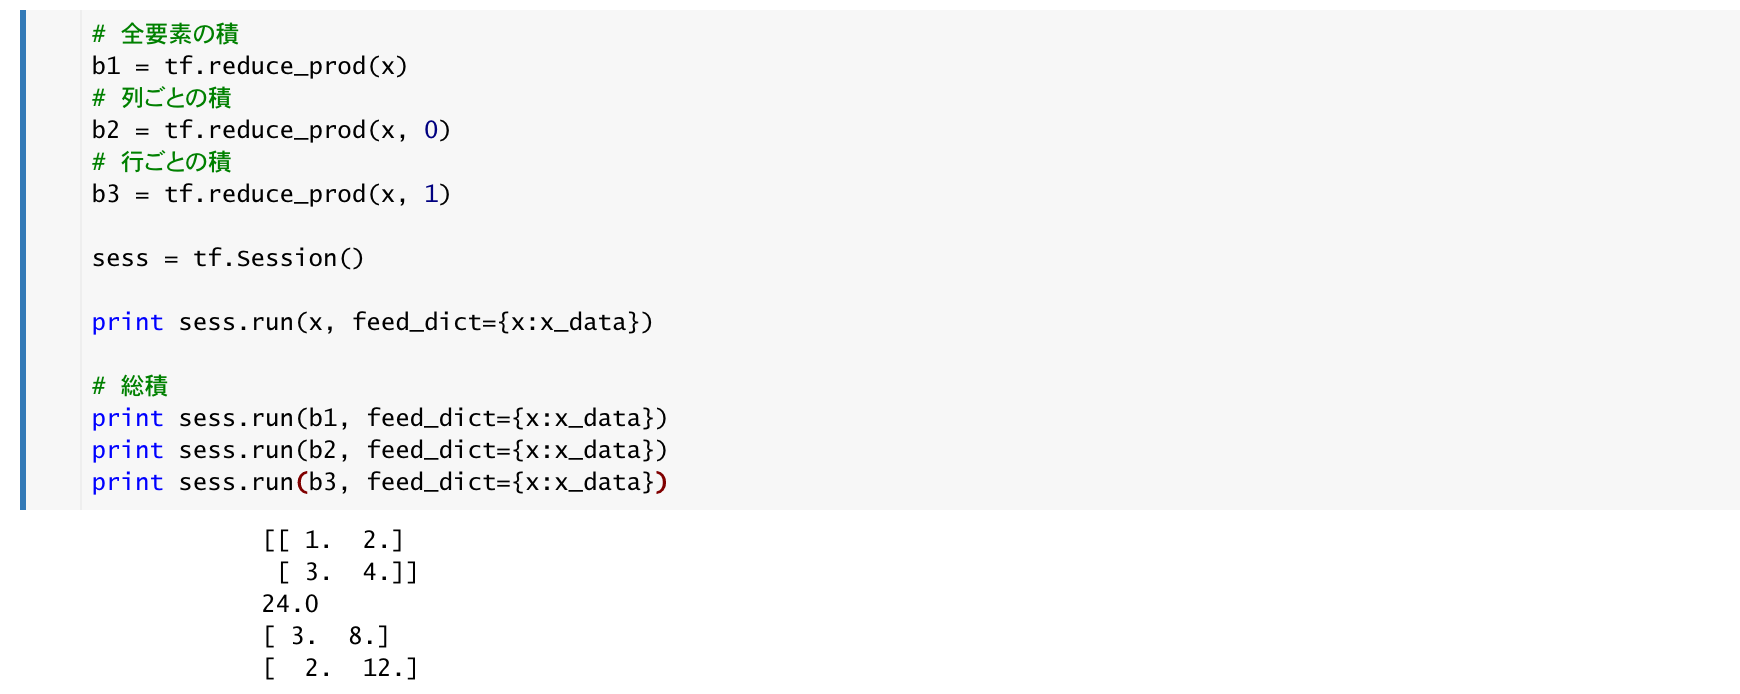 # 全要素の積
b1 = tf.reduce_prod(x)
# 列ごとの積
b2 = tf.reduce_prod(x, 0)
# 行ごとの積
b3 = tf.reduce_prod(x, 1)
sess = tf.Session()
print sess.run(x, feed_dict={x:x_data})
# 総積
print sess.run(b1, feed_dict={x:x_data})
print sess.run(b2, feed_dict={x:x_data})
print sess.run(b3, feed_dict={x:x_data})
[[ 1.  2.]
 [ 3.  4.]]
24.0
[ 3.  8.]
[  2.  12.]